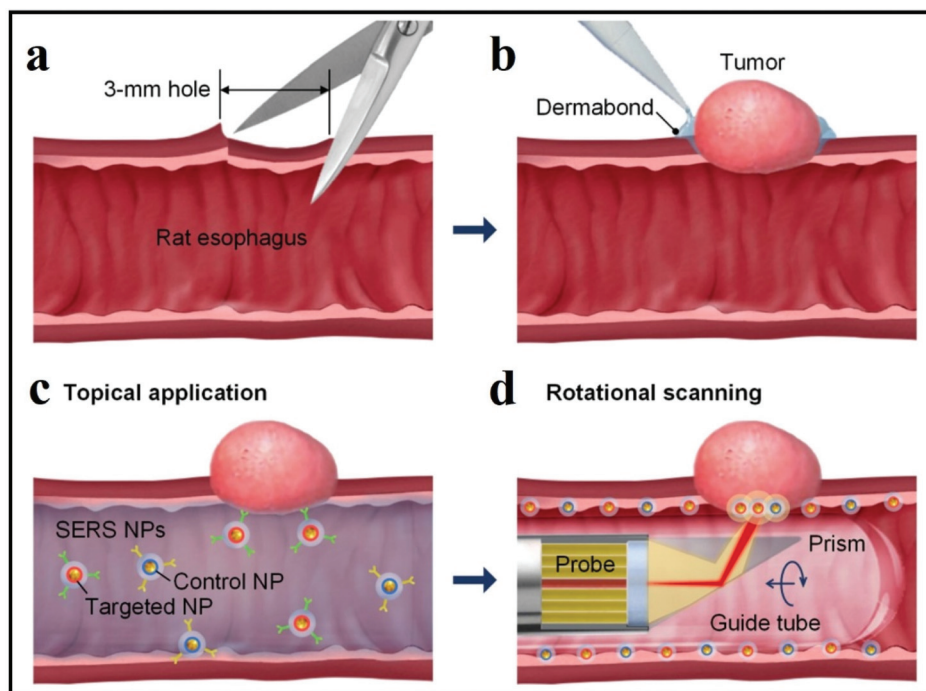 a
3-mm hole
Rat esophagus
b
Tumor
Dermabond
c Topical application
SERS NPs
Control NP
Targeted NP
d Rotational scanning
Probe
Prism
Guide tube